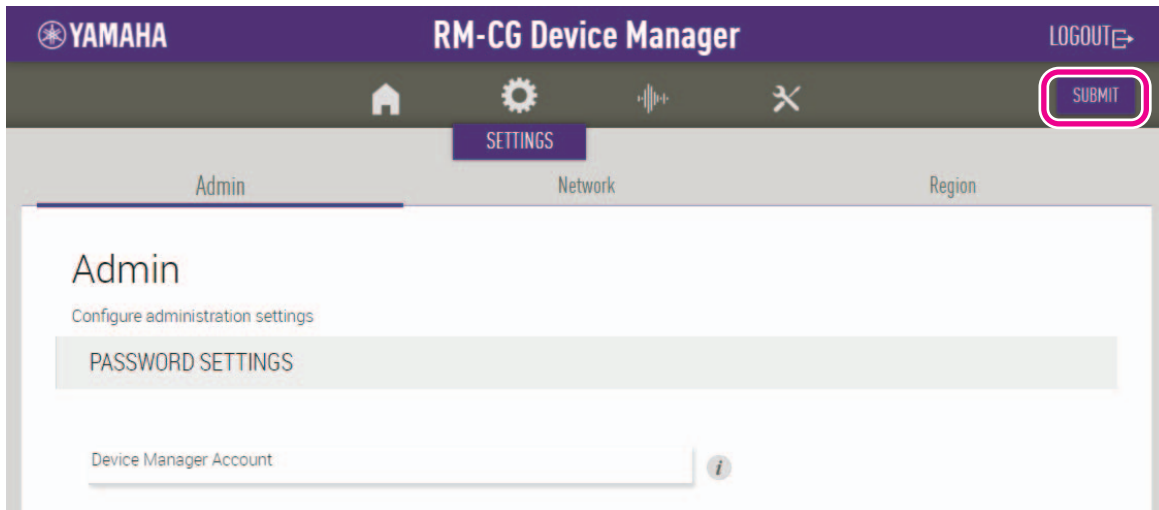 YAMAHA RM-CG Device Manager LOGOUT
SUBMIT
SETTINGS
Admin Network Region
Admin
Configure administration settings
PASSWORD SETTINGS
Device Manager Account
i